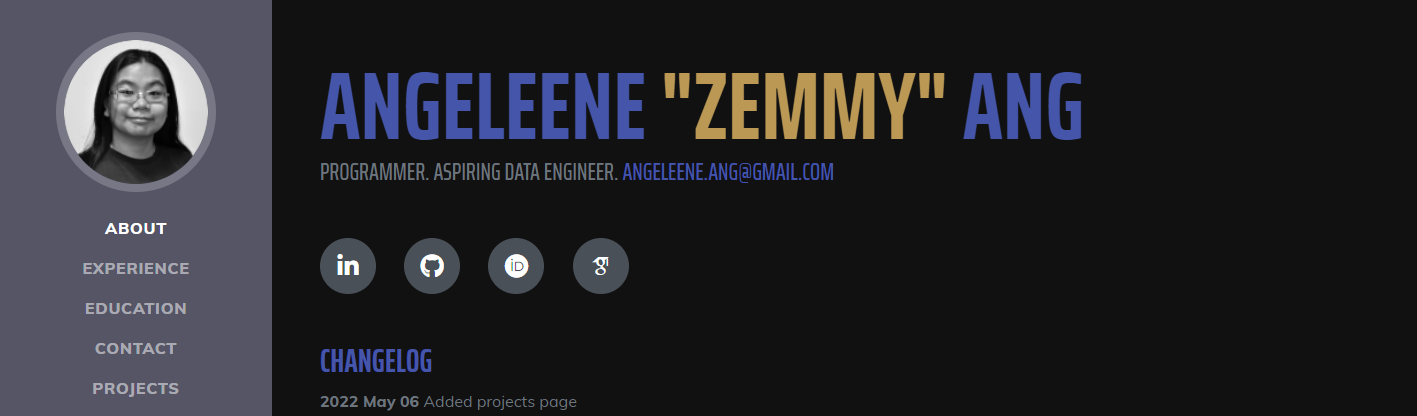 ABOUT
EXPERIENCE
EDUCATION
CONTACT
PROJECTS
ANGELEENE "ZEMMY" ANG
PROGRAMMER. ASPIRING DATA ENGINEER. ANGELEENE.ANG@GMAIL.COM
in iD g
CHANGELOG
2022 May 06 Added projects page